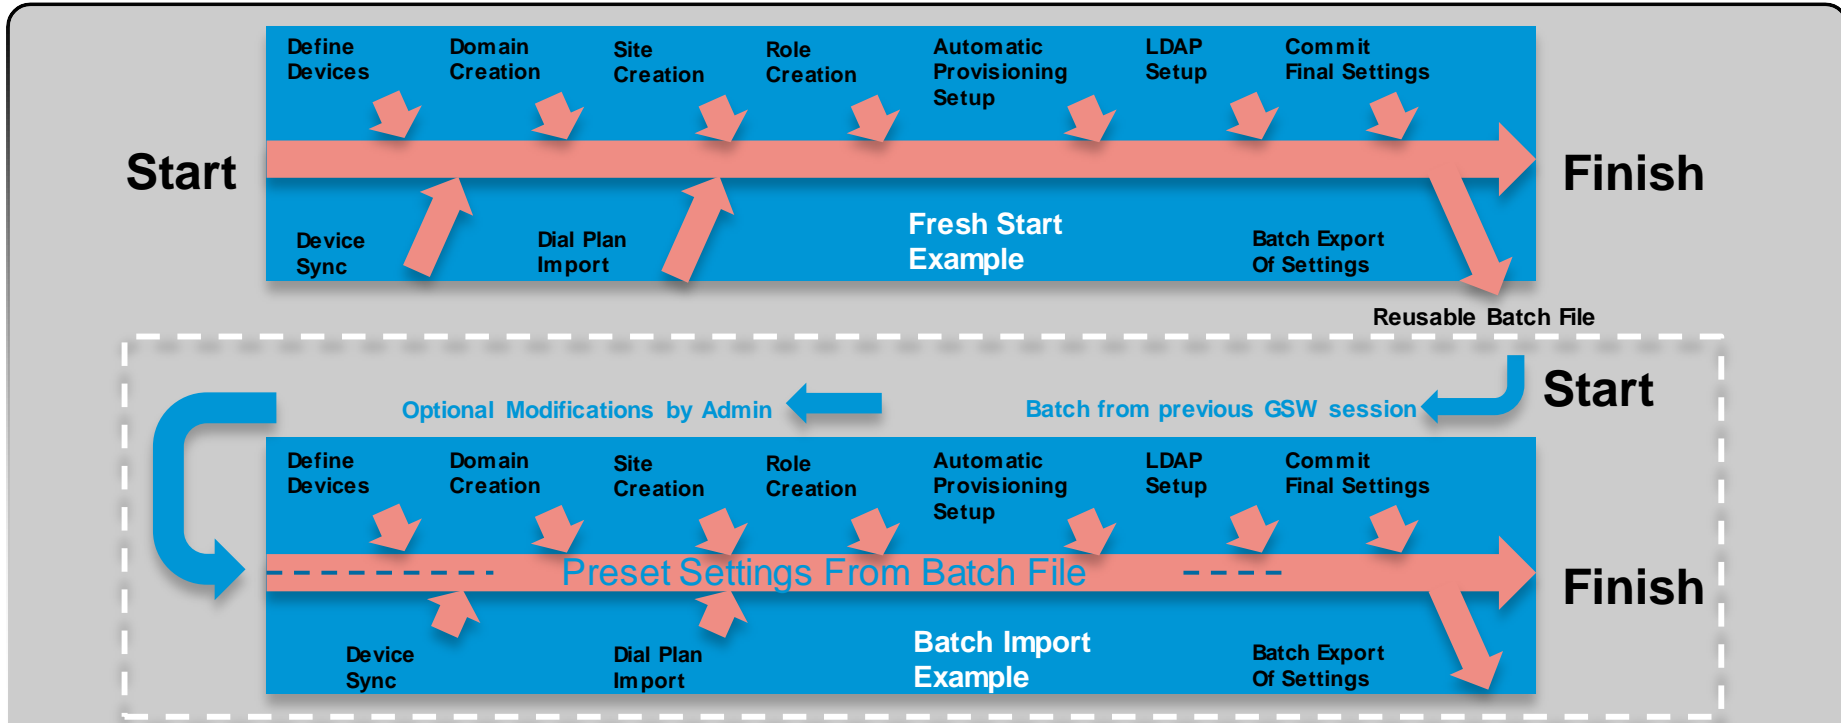 Define
Devices
Domain
Creation
Site
Creation
Role
Creation
Automatic
Provisioning
Setup
LDAP
Setup
Commit
Final Settings
Start
Finish
Device
Sync
Dial Plan
Import
Fresh Start
Example
Batch Export
Of Settings
Reusable Batch File
Start
Optional Modifications by Admin
Batch from previous GSW session
Define
Devices
Domain
Creation
Site
Creation
Role
Creation
Automatic
Provisioning
Setup
LDAP
Setup
Commit
Final Settings
Preset Settings From Batch File
Finish
Device
Sync
Dial Plan
Import
Batch Import
Example
Batch Export
Of Settings